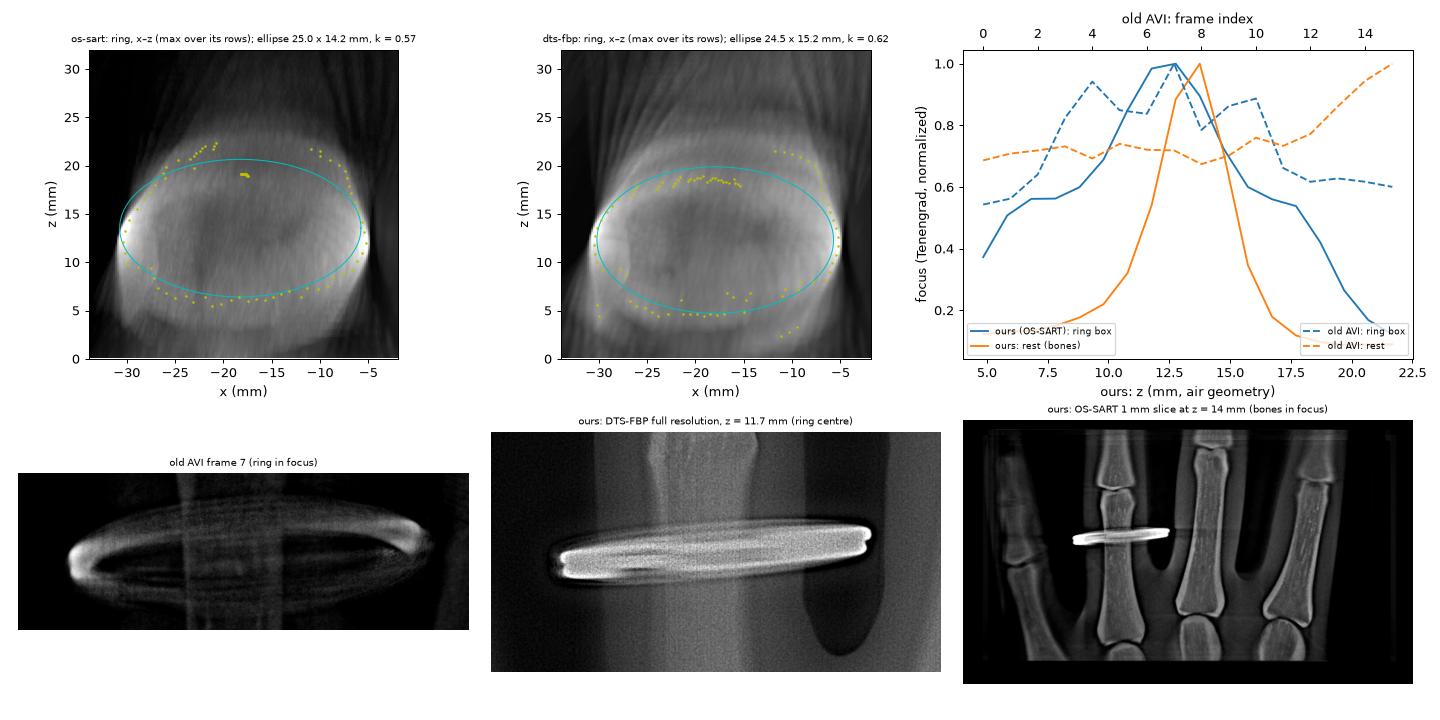 os-sart: ring, x–z (max over its rows); ellipse 25.0 x 14.2 mm, k = 0.57
z (mm)
30
25
20
15
10
5
0
−30
−25
−20
−15
−10
−5
x (mm)
dts-fbp: ring, x–z (max over its rows); ellipse 24.5 x 15.2 mm, k = 0.62
z (mm)
30
25
20
15
10
5
0
−30
−25
−20
−15
−10
−5
x (mm)
old AVI: frame index
0
2
4
6
8
10
12
14
focus (Tenengrad, normalized)
1.0
0.8
0.6
0.4
0.2
ours (OS-SART): ring box
ours: rest (bones)
old AVI: ring box
old AVI: rest
5.0
7.5
10.0
12.5
15.0
17.5
20.0
22.5
ours: z (mm, air geometry)
old AVI frame 7 (ring in focus)
ours: DTS-FBP full resolution, z = 11.7 mm (ring centre)
ours: OS-SART 1 mm slice at z = 14 mm (bones in focus)